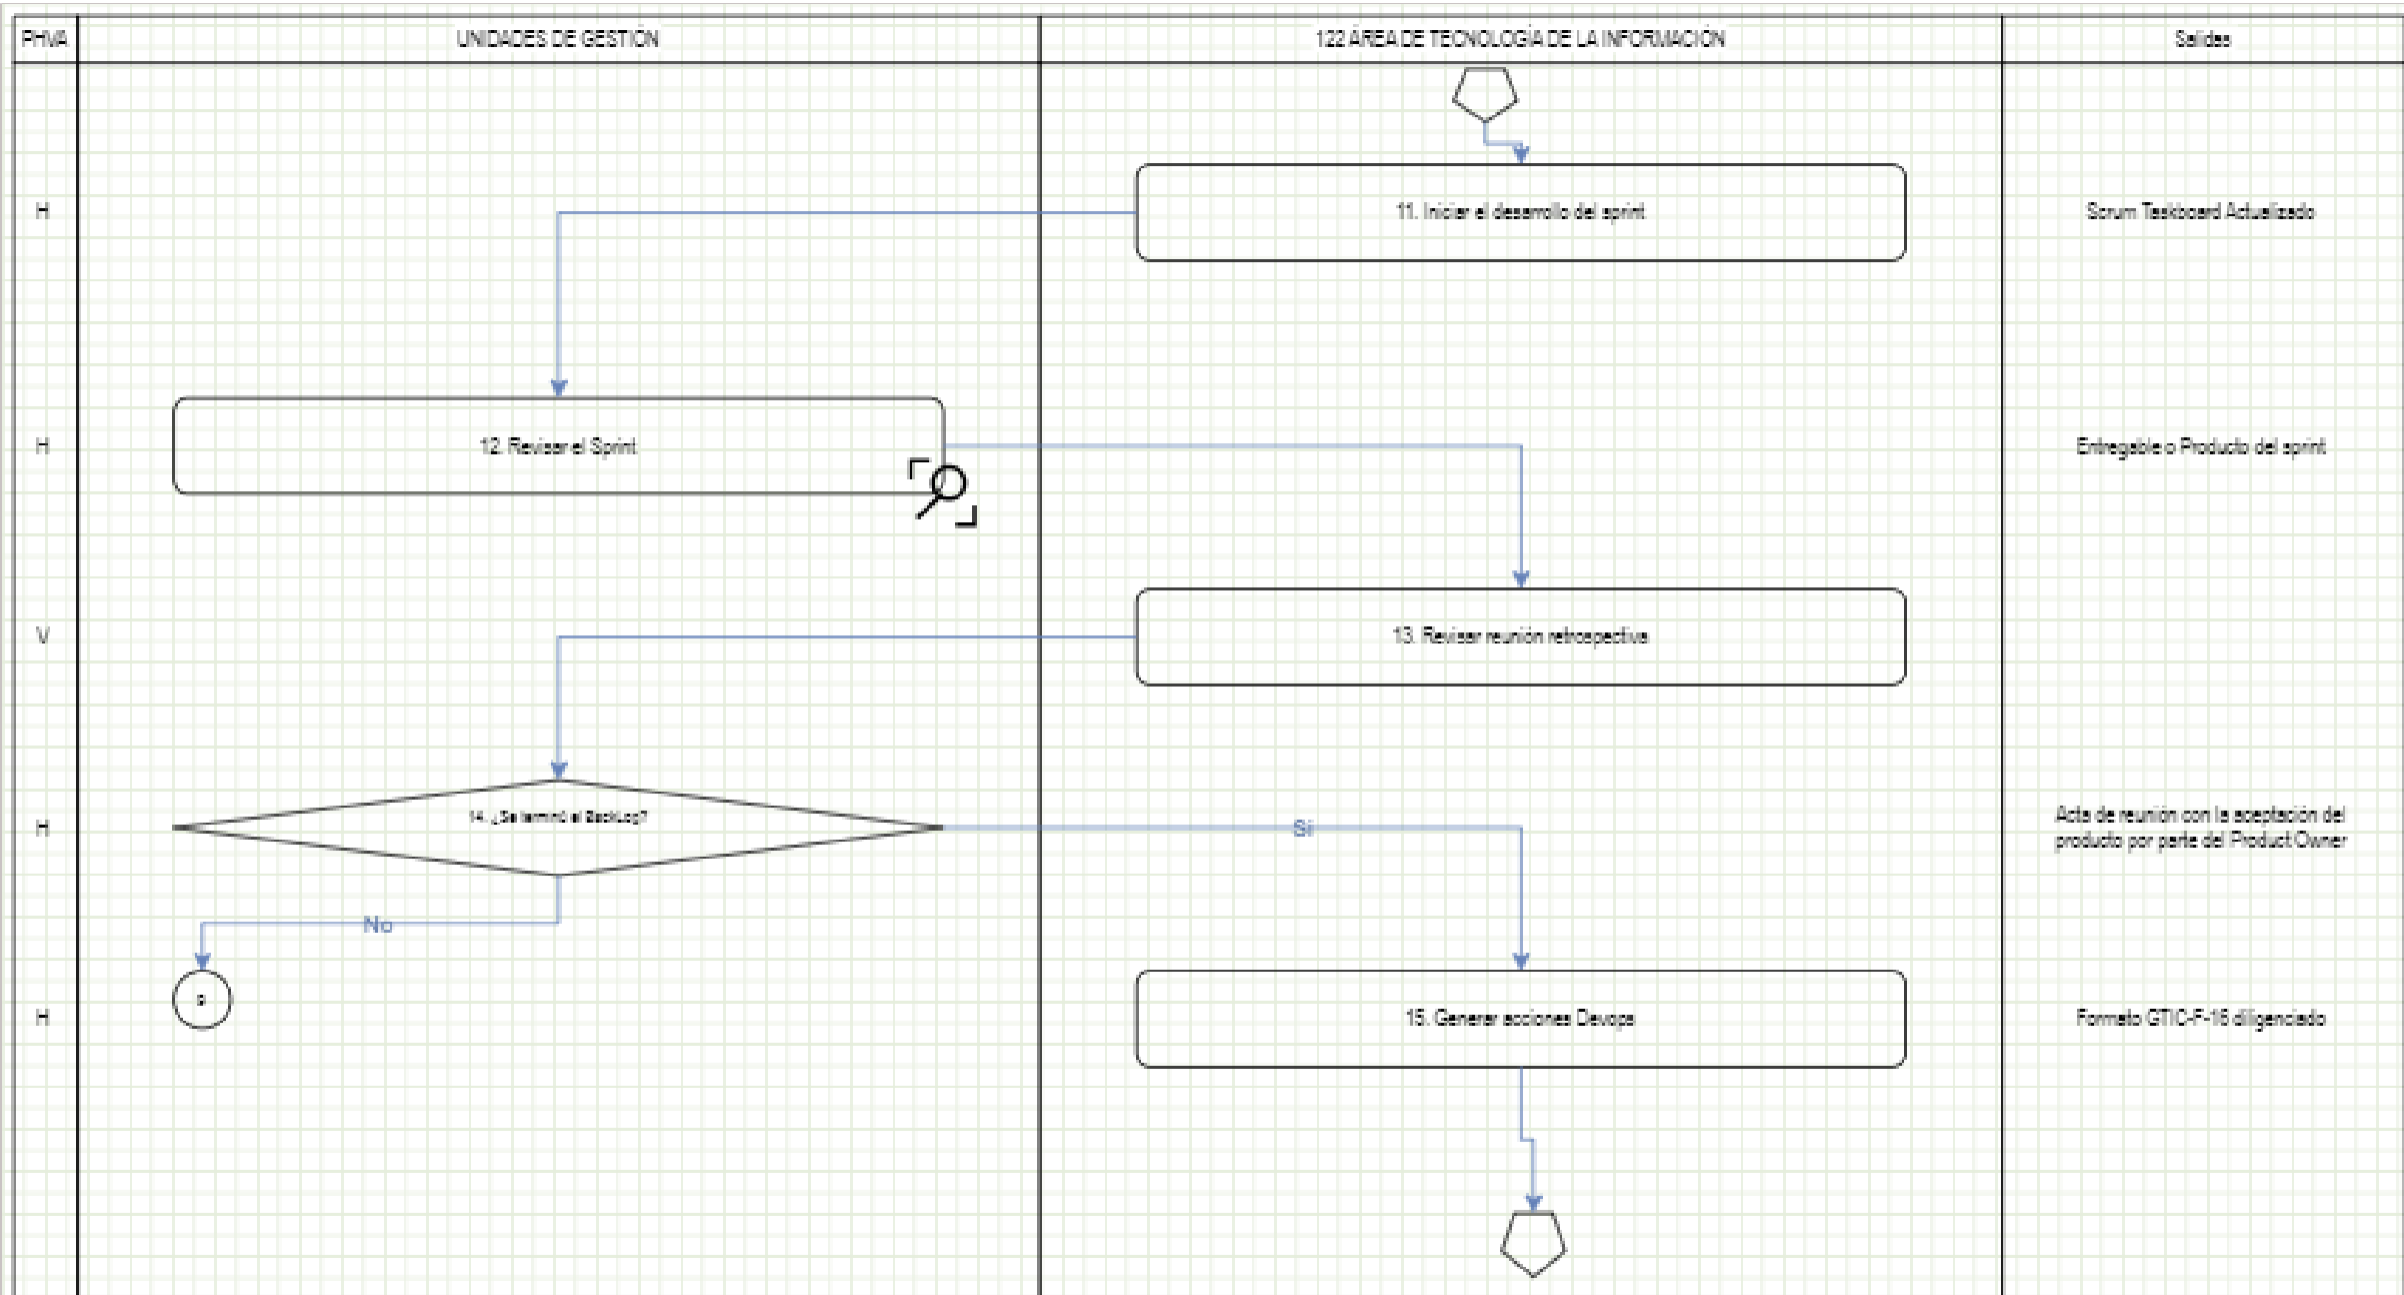 PHVA
UNIDADES DE GESTIÓN
122 ÁREA DE TECNOLOGÍA DE LA INFORMACIÓN
Salidas
H
11. Iniciar el desarrollo del sprint
Scrum Taskboard Actualizado
H
12. Revisar el Sprint
Entregable o Producto del sprint
V
13. Revisar reunión retrospectiva
H
14. ¿Se terminó el BackLog?
Si
Acta de reunión con la aceptación del
producto por parte del Product Owner
No
H
15. Generar acciones Devops
Formato GTIC-F-16 diligenciado